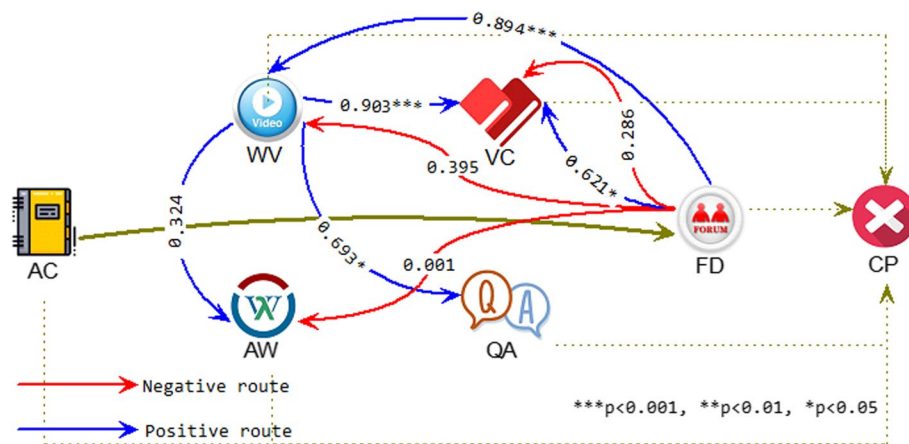 0.894***
Video
WV
0.903***
VC
0.286
0.395
0.621*
AC
0.324
0.693*
FORUM
FD
CP
0.001
AW
Q A
QA
Negative route
Positive route
***p<0.001, **p<0.01, *p<0.05